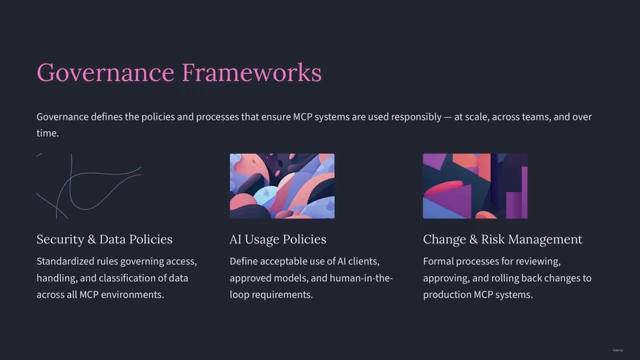 Governance Frameworks
Governance defines the policies and processes that ensure MCP systems are used responsibly — at scale, across teams, and over
time.
Security & Data Policies
Standardized rules governing access,
handling, and classification of data
across all MCP environments.
AI Usage Policies
Define acceptable use of AI clients,
approved models, and human-in-the-
loop requirements.
Change & Risk Management
Formal processes for reviewing,
approving, and rolling back changes to
production MCP systems.